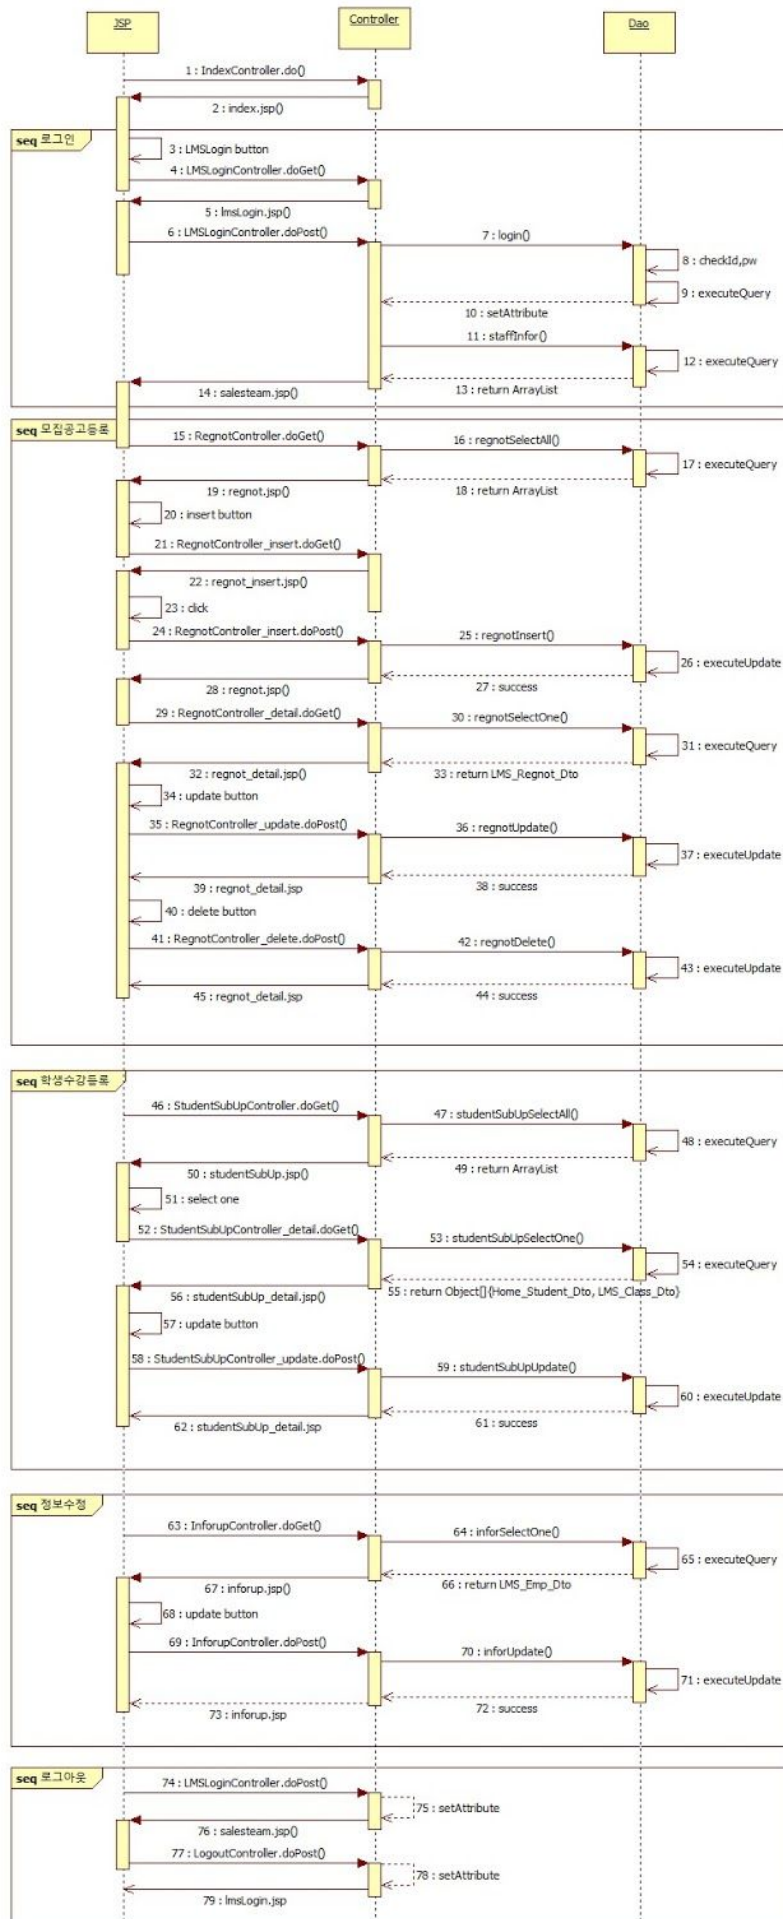 JSP
Controller
Dao
1 : IndexController.do()
2 : index.jsp()
seq 로그인
3 : LMSLogin button
4 : LMSLoginController.doGet()
5 : lmsLogin.jsp()
6 : LMSLoginController.doPost()
7 : login()
8 : checkId,pw
9 : executeQuery
10 : setAttribute
11 : staffInfor()
12 : executeQuery
13 : return ArrayList
14 : salesteam.jsp()
seq 모집공고등록
15 : RegnotController.doGet()
16 : regnotSelectAll()
17 : executeQuery
18 : return ArrayList
19 : regnot.jsp()
20 : insert button
21 : RegnotController_insert.doGet()
22 : regnot_insert.jsp()
23 : click
24 : RegnotController_insert.doPost()
25 : regnotInsert()
26 : executeUpdate
27 : success
28 : regnot.jsp()
29 : RegnotController_detail.doGet()
30 : regnotSelectOne()
31 : executeQuery
32 : regnot_detail.jsp()
33 : return LMS_Regnot_Dto
34 : update button
35 : RegnotController_update.doPost()
36 : regnotUpdate()
37 : executeUpdate
38 : success
39 : regnot_detail.jsp
40 : delete button
41 : RegnotController_delete.doPost()
42 : regnotDelete()
43 : executeUpdate
44 : success
45 : regnot_detail.jsp
seq 학생수강등록
46 : StudentSubUpController.doGet()
47 : studentSubUpSelectAll()
48 : executeQuery
49 : return ArrayList
50 : studentSubUp.jsp()
51 : select one
52 : StudentSubUpController_detail.doGet()
53 : studentSubUpSelectOne()
54 : executeQuery
55 : return Object[]{Home_Student_Dto, LMS_Class_Dto}
56 : studentSubUp_detail.jsp()
57 : update button
58 : StudentSubUpController_update.doPost()
59 : studentSubUpUpdate()
60 : executeUpdate
61 : success
62 : studentSubUp_detail.jsp
seq 정보수정
63 : InforupController.doGet()
64 : inforSelectOne()
65 : executeQuery
66 : return LMS_Emp_Dto
67 : inforup.jsp()
68 : update button
69 : InforupController.doPost()
70 : inforUpdate()
71 : executeUpdate
72 : success
73 : inforup.jsp
seq 로그아웃
74 : LMSLoginController.doPost()
75 : setAttribute
76 : salesteam.jsp()
77 : LogoutController.doPost()
78 : setAttribute
79 : lmsLogin.jsp